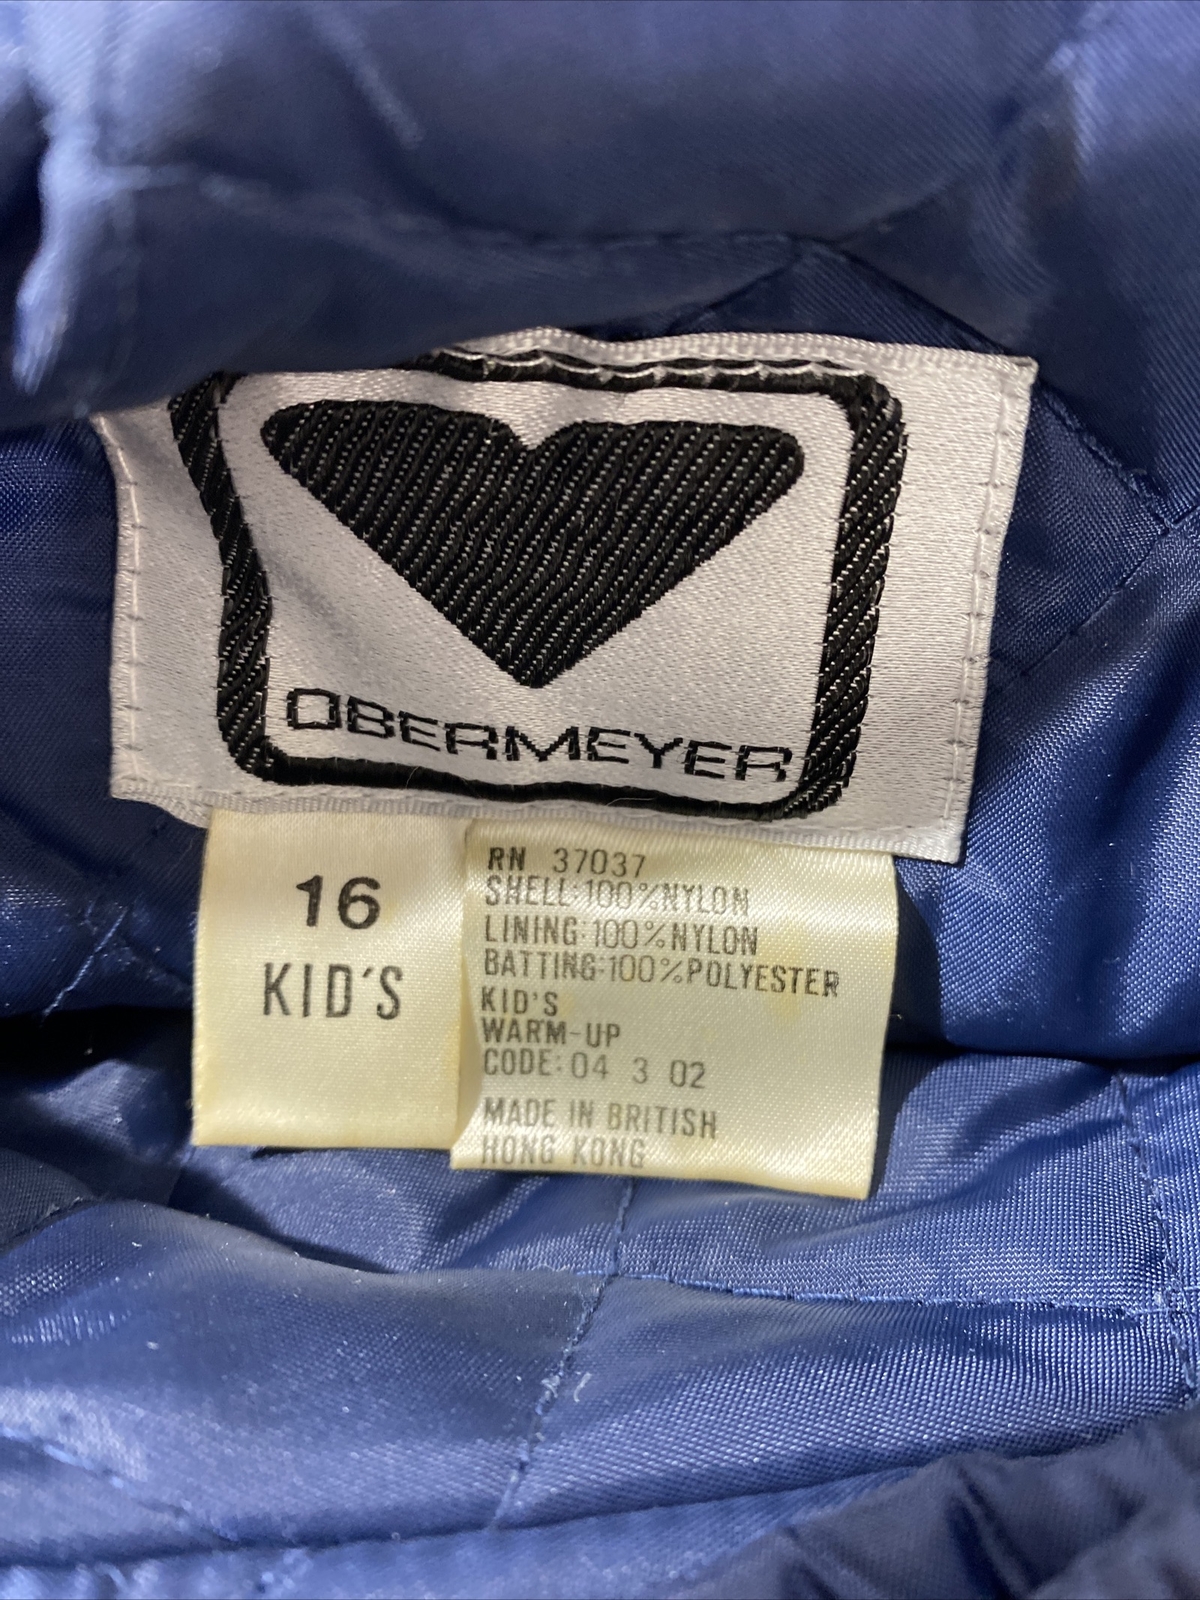 OBERMEYER
16
KID'S
RN 37037
SHELL:100%NYLON
LINING:100%NYLON
BATTING:100%POLYESTER
KID'S
WARM-UP
CODE:04 3 02
MADE IN BRITISH
HONG KONG